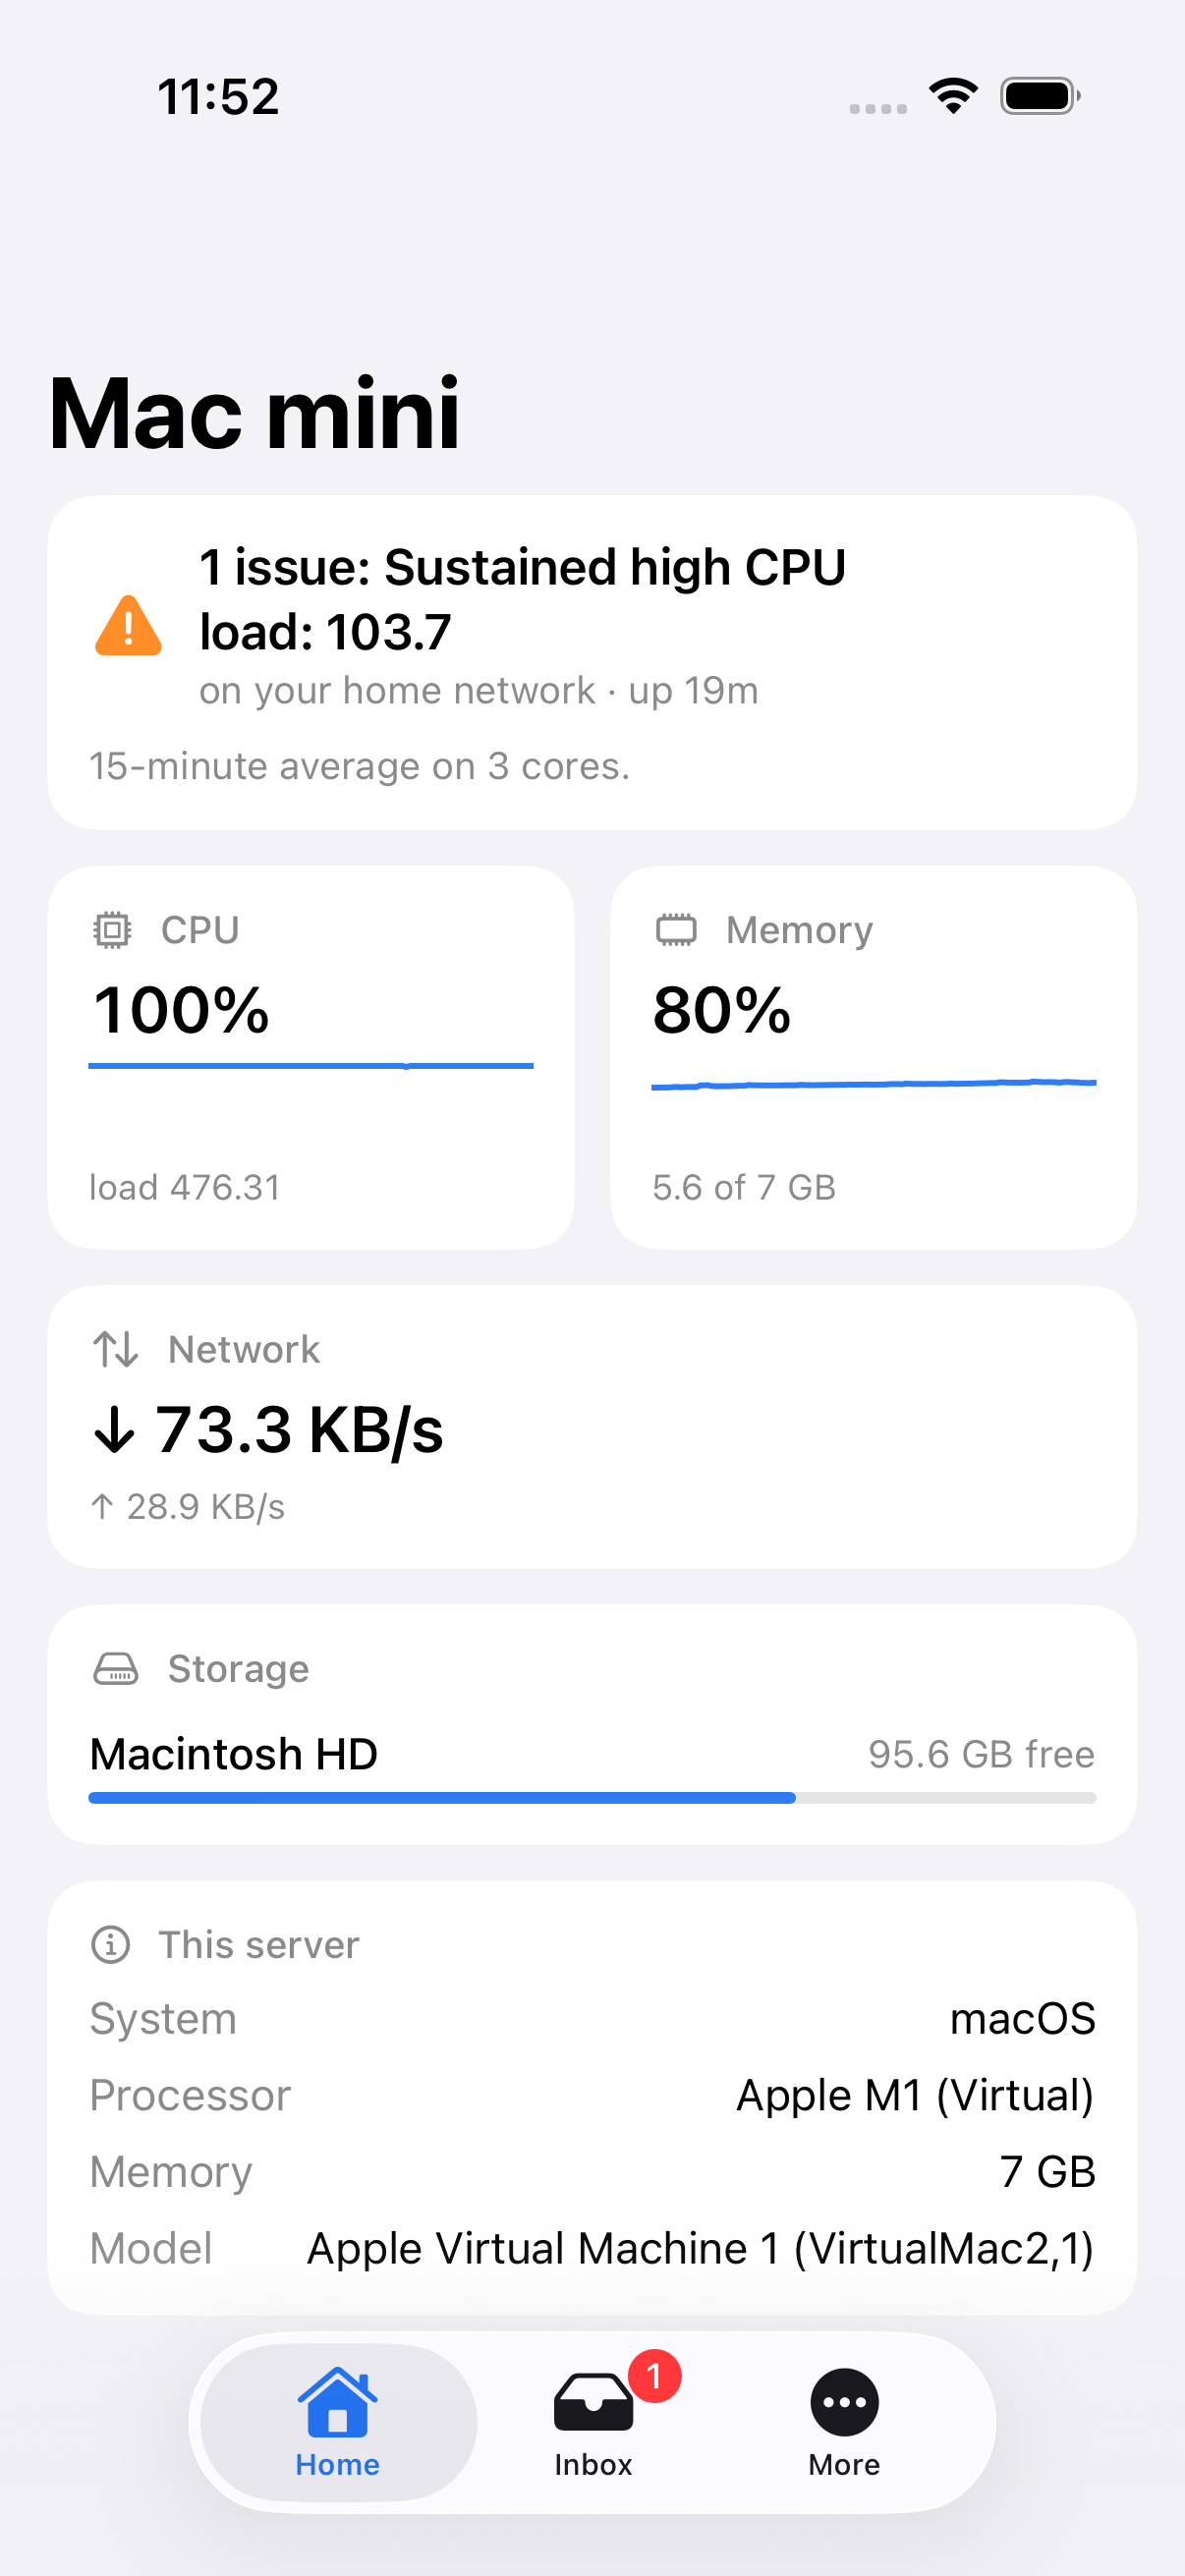 11:52
Mac mini
1 issue: Sustained high CPU
load: 103.7
on your home network · up 19m
15-minute average on 3 cores.
CPU
100%
load 476.31
Memory
80%
5.6 of 7 GB
Network
↓ 73.3 KB/s
↑ 28.9 KB/s
Storage
Macintosh HD 95.6 GB free
This server
System macOS
Processor Apple M1 (Virtual)
Memory 7 GB
Model Apple Virtual Machine 1 (VirtualMac2,1)
1
Home Inbox More